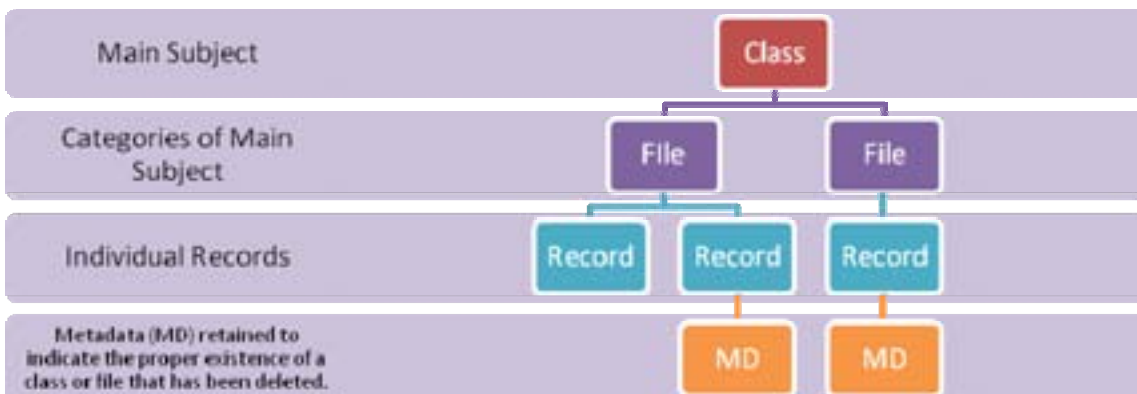 Main Subject
Class
Categories of Main
Subject
FIle
File
Individual Records
Record
Record
Record
Metadata (MD) retained to
indicate the proper existence of a
class or file that has been deleted.
MD
MD